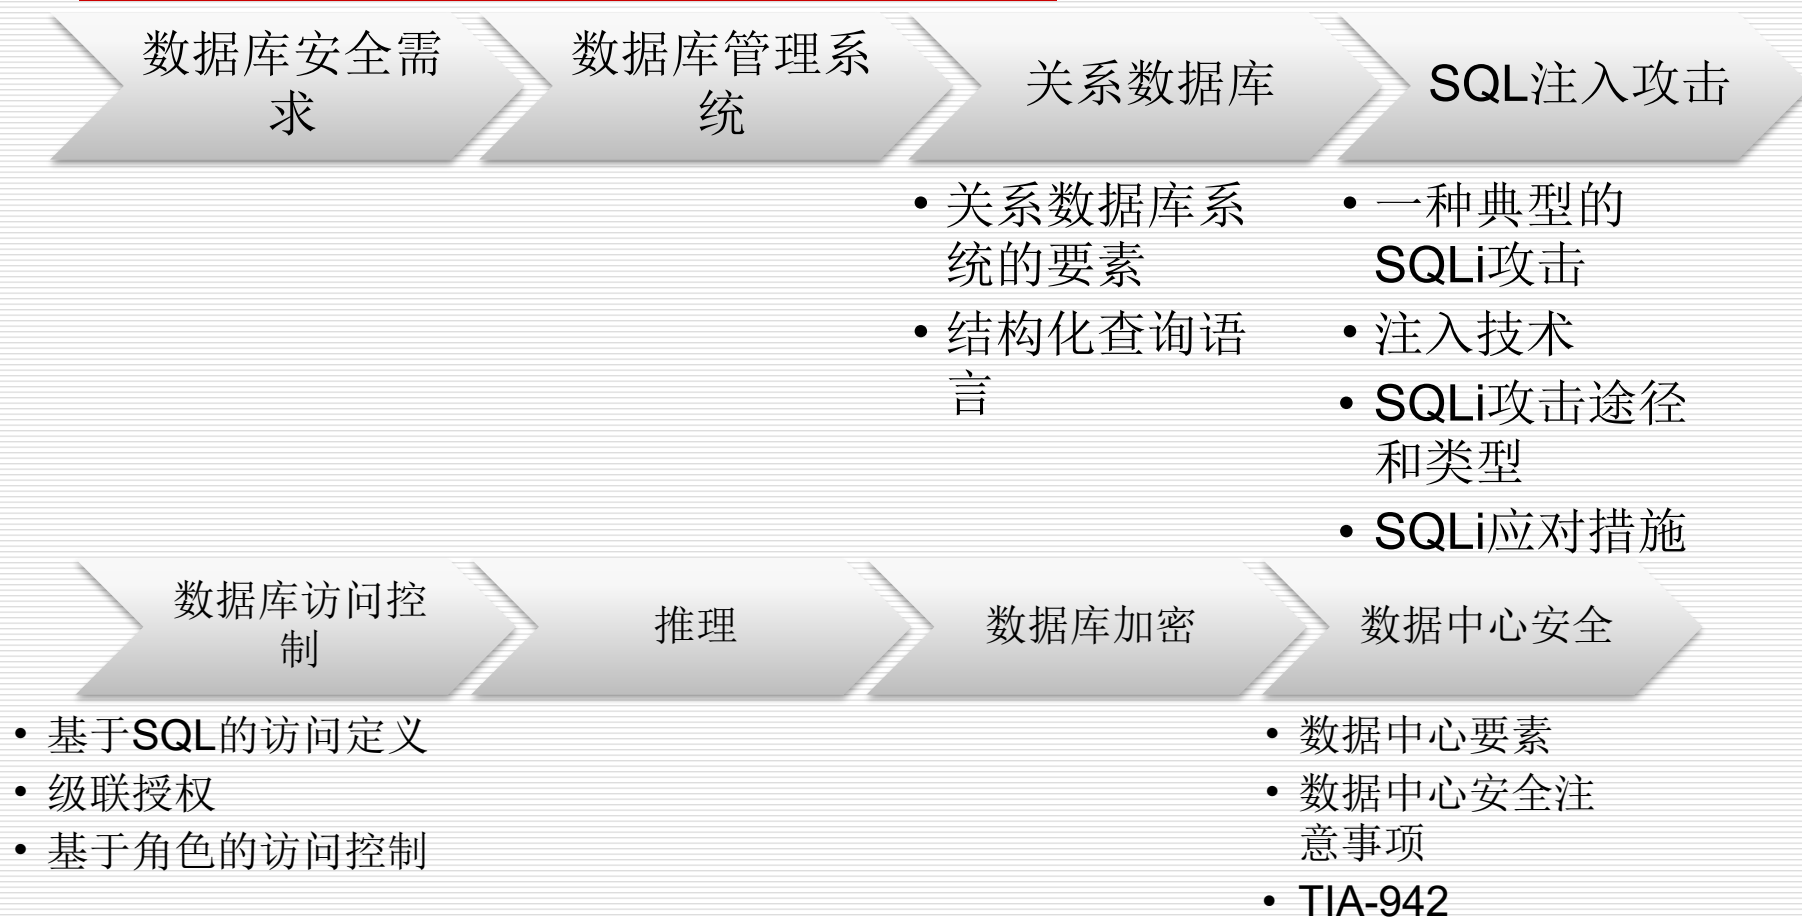 数据库安全需
求
数据库管理系
统
关系数据库
SQL注入攻击
• 关系数据库系
统的要素
• 结构化查询语
言
• 一种典型的
SQLi攻击
• 注入技术
• SQLi攻击途径
和类型
• SQLi应对措施
数据库访问控
制
推理
数据库加密
数据中心安全
• 基于SQL的访问定义
• 级联授权
• 基于角色的访问控制
• 数据中心要素
• 数据中心安全注
意事项
• TIA-942